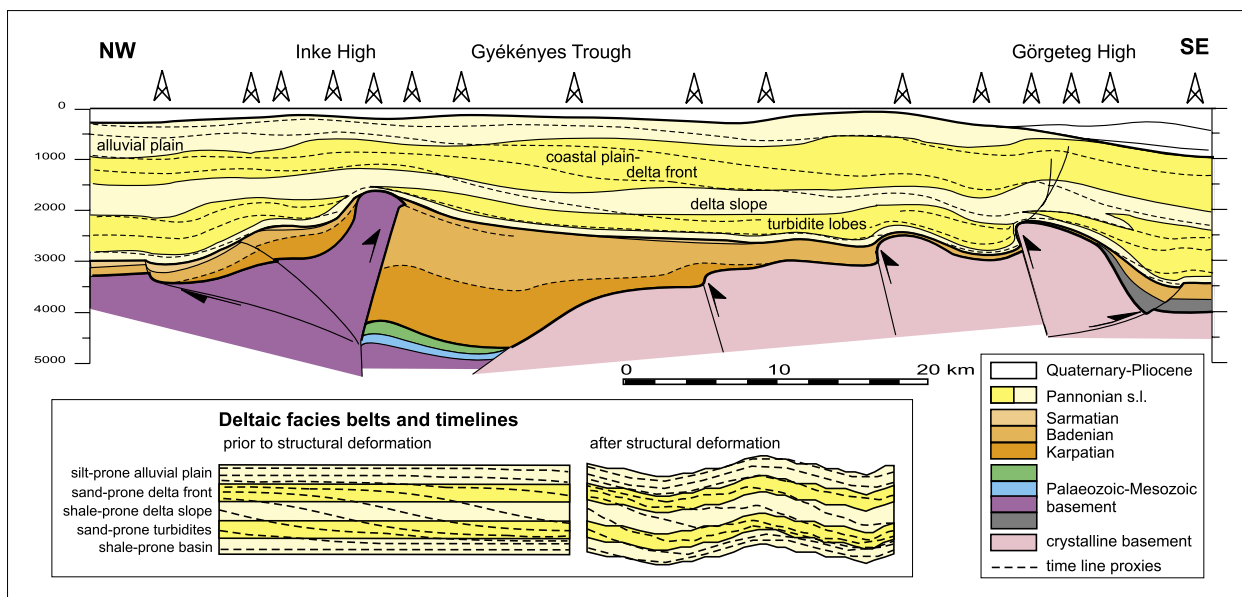 NW
Inke High
Gyékényes Trough
Görgeteg High
SE
0
1000
2000
3000
4000
5000
alluvial plain
coastal plain-
delta front
delta slope
turbidite lobes
0
10
20 km
Deltaic facies belts and timelines
prior to structural deformation
after structural deformation
silt-prone alluvial plain
sand-prone delta front
shale-prone delta slope
sand-prone turbidites
shale-prone basin
Quaternary-Pliocene
Pannonian s.l.
Sarmatian
Badenian
Karpatian
Palaeozoic-Mesozoic
basement
crystalline basement
time line proxies